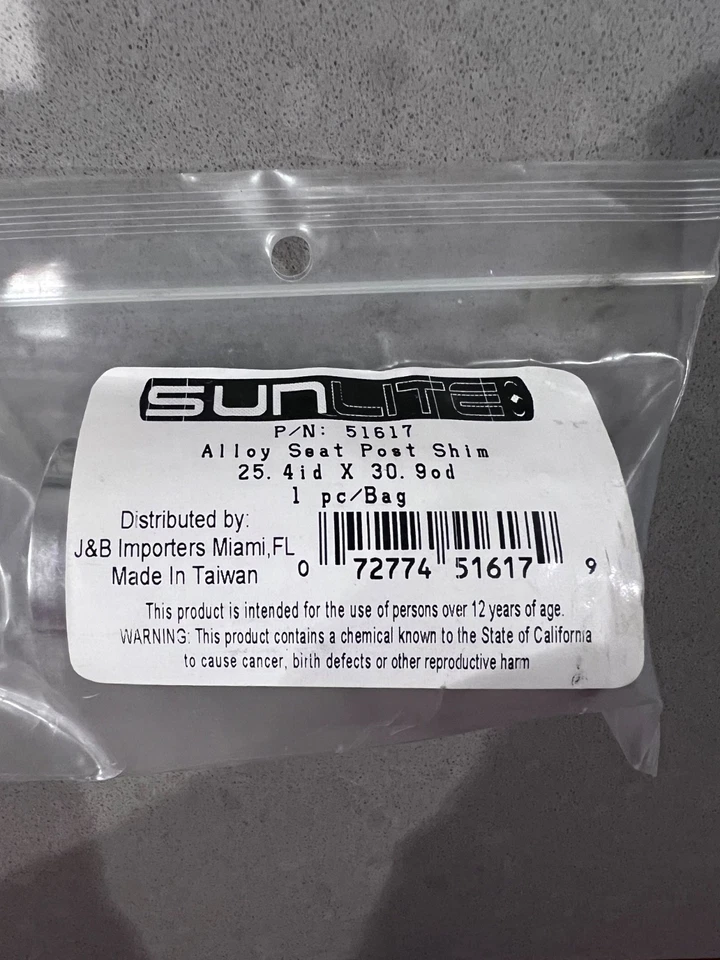 SUNLITE
P/N: 51617
Alloy Seat Post Shim
25.4id X 30.9od
1 pc/Bag
Distributed by:
J&B Importers Miami,FL
Made In Taiwan
0 72774 51617 9
This product is intended for the use of persons over 12 years of age.
WARNING: This product contains a chemical known to the State of California
to cause cancer, birth defects or other reproductive harm